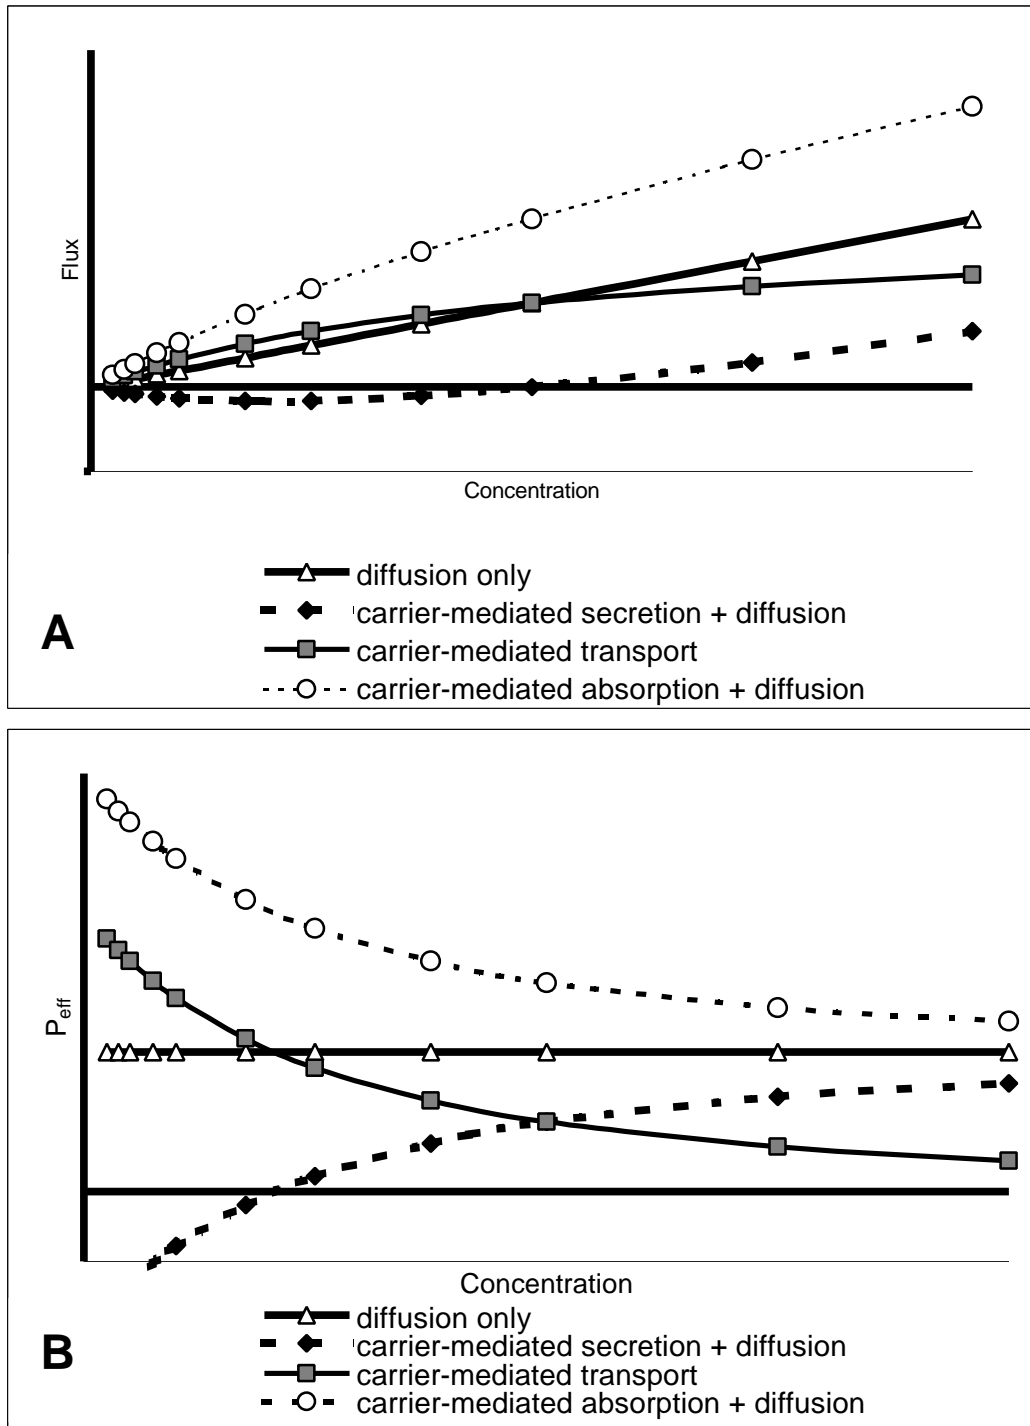 Flux
Concentration
diffusion only
carrier-mediated secretion + diffusion
A
carrier-mediated transport
carrier-mediated absorption + diffusion
Peff
Concentration
diffusion only
carrier-mediated secretion + diffusion
B
carrier-mediated transport
carrier-mediated absorption + diffusion